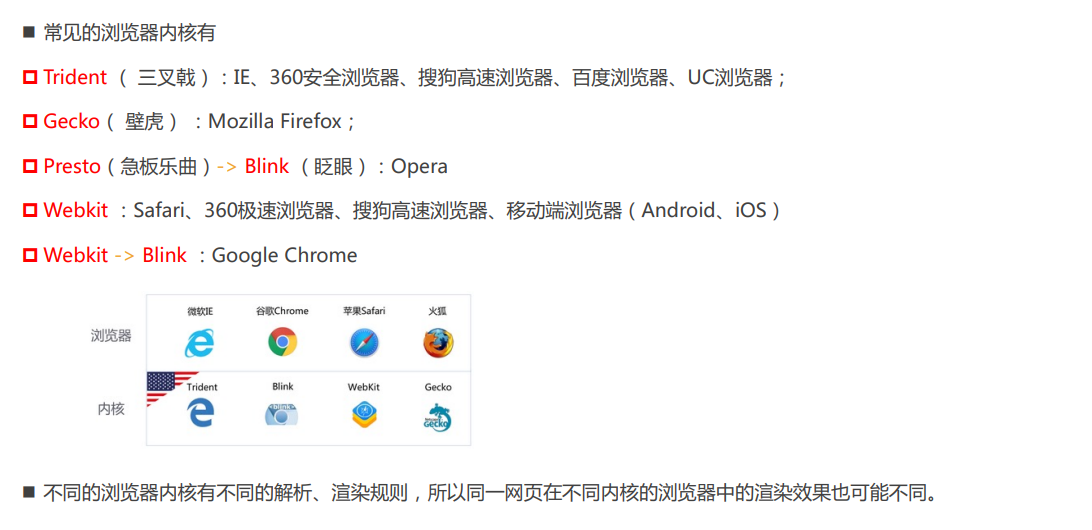 常见的浏览器内核有
Trident （ 三叉戟 ）：IE、360安全浏览器、搜狗高速浏览器、百度浏览器、UC浏览器；
Gecko（ 壁虎 ）：Mozilla Firefox；
Presto（急板乐曲）-> Blink （眨眼）：Opera
Webkit ：Safari、360极速浏览器、搜狗高速浏览器、移动端浏览器（Android、iOS）
Webkit -> Blink ：Google Chrome
微软IE 谷歌Chrome 苹果Safari 火狐
浏览器
Trident Blink WebKit Gecko
内核
blink
Gecko
不同的浏览器内核有不同的解析、渲染规则，所以同一网页在不同内核的浏览器中的渲染效果也可能不同。